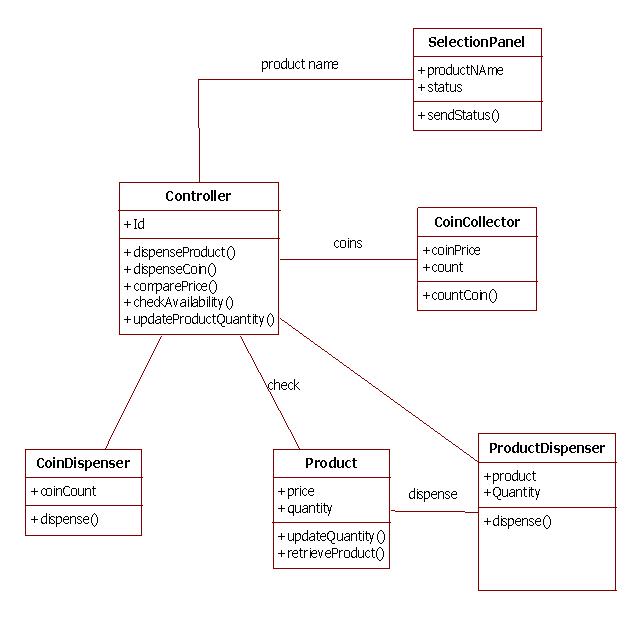 SelectionPanel
+productNAme
+status
+sendStatus()
product name
Controller
+Id
+dispenseProduct()
+dispenseCoin()
+comparePrice()
+checkAvailability()
+updateProductQuantity()
coins
CoinCollector
+coinPrice
+count
+countCoin()
check
CoinDispenser
+coinCount
+dispense()
Product
+price
+quantity
+updateQuantity()
+retrieveProduct()
dispense
ProductDispenser
+product
+Quantity
+dispense()